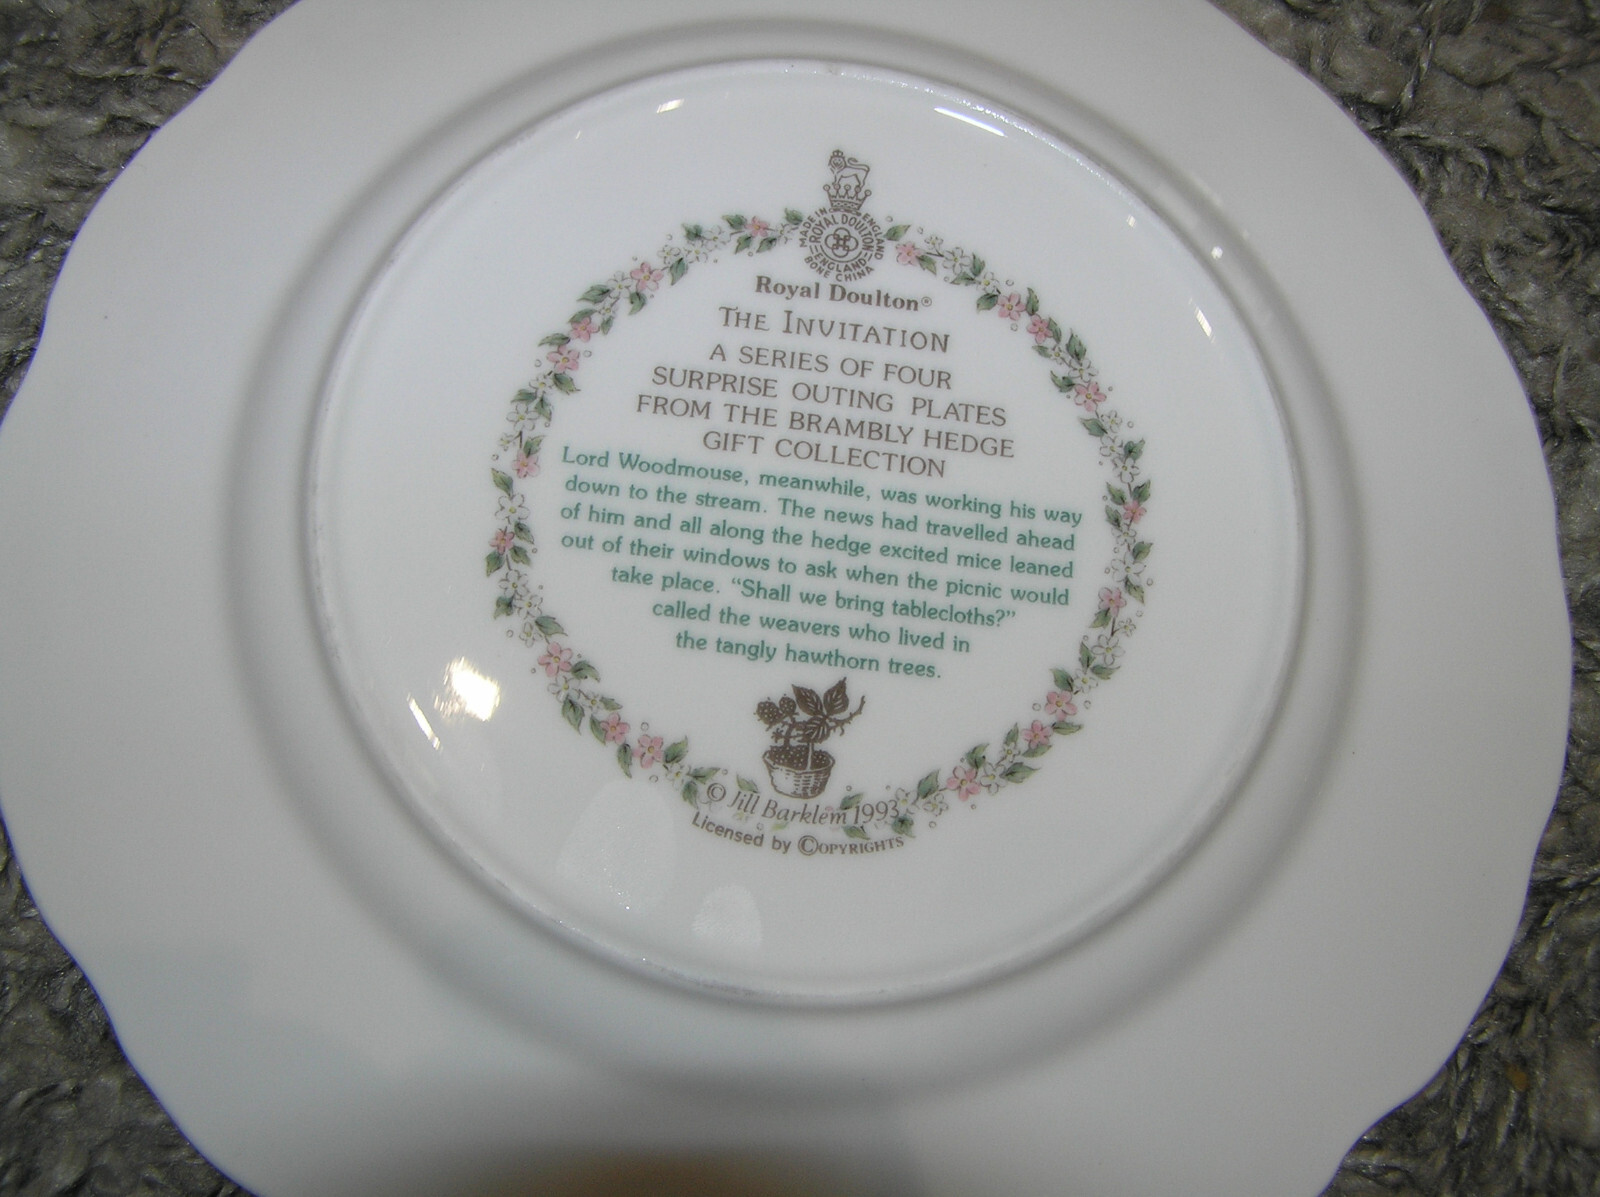 MADE IN ENGLAND
ROYAL DOULTON
ENGLAND
BONE CHINA
Royal Doulton®
THE INVITATION
A SERIES OF FOUR
SURPRISE OUTING PLATES
FROM THE BRAMBLY HEDGE
GIFT COLLECTION
Lord Woodmouse, meanwhile, was working his way
down to the stream. The news had travelled ahead
of him and all along the hedge excited mice leaned
out of their windows to ask when the picnic would
take place. “Shall we bring tablecloths?”
called the weavers who lived in
the tangly hawthorn trees.
© Jill Barklem 1993
Licensed by ©OPYRIGHTS